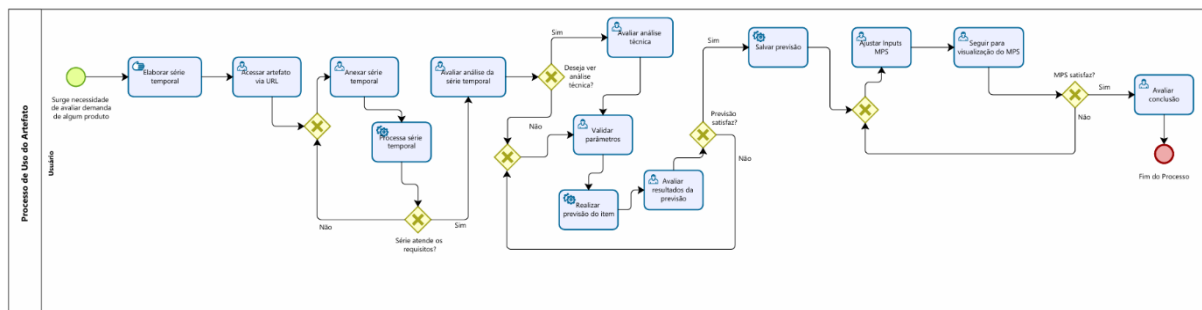 Processo de Uso do Artefato
Usuário
Surge necessidade
de avaliar demanda
de algum produto
Elaborar série
temporal
Acessar artefato
via URL
Anexar série
temporal
Processa série
temporal
Não
Série atende os
requisitos?
Sim
Avaliar análise da
série temporal
Sim
Deseja ver
análise
técnica?
Não
Avaliar análise
técnica
Validar
parâmetros
Realizar
previsão do item
Avaliar
resultados da
previsão
Previsão
satisfaz?
Sim
Não
Salvar previsão
Ajustar Inputs
MPS
Seguir para
visualização do MPS
MPS satisfaz?
Sim
Não
Avaliar
conclusão
Fim do Processo